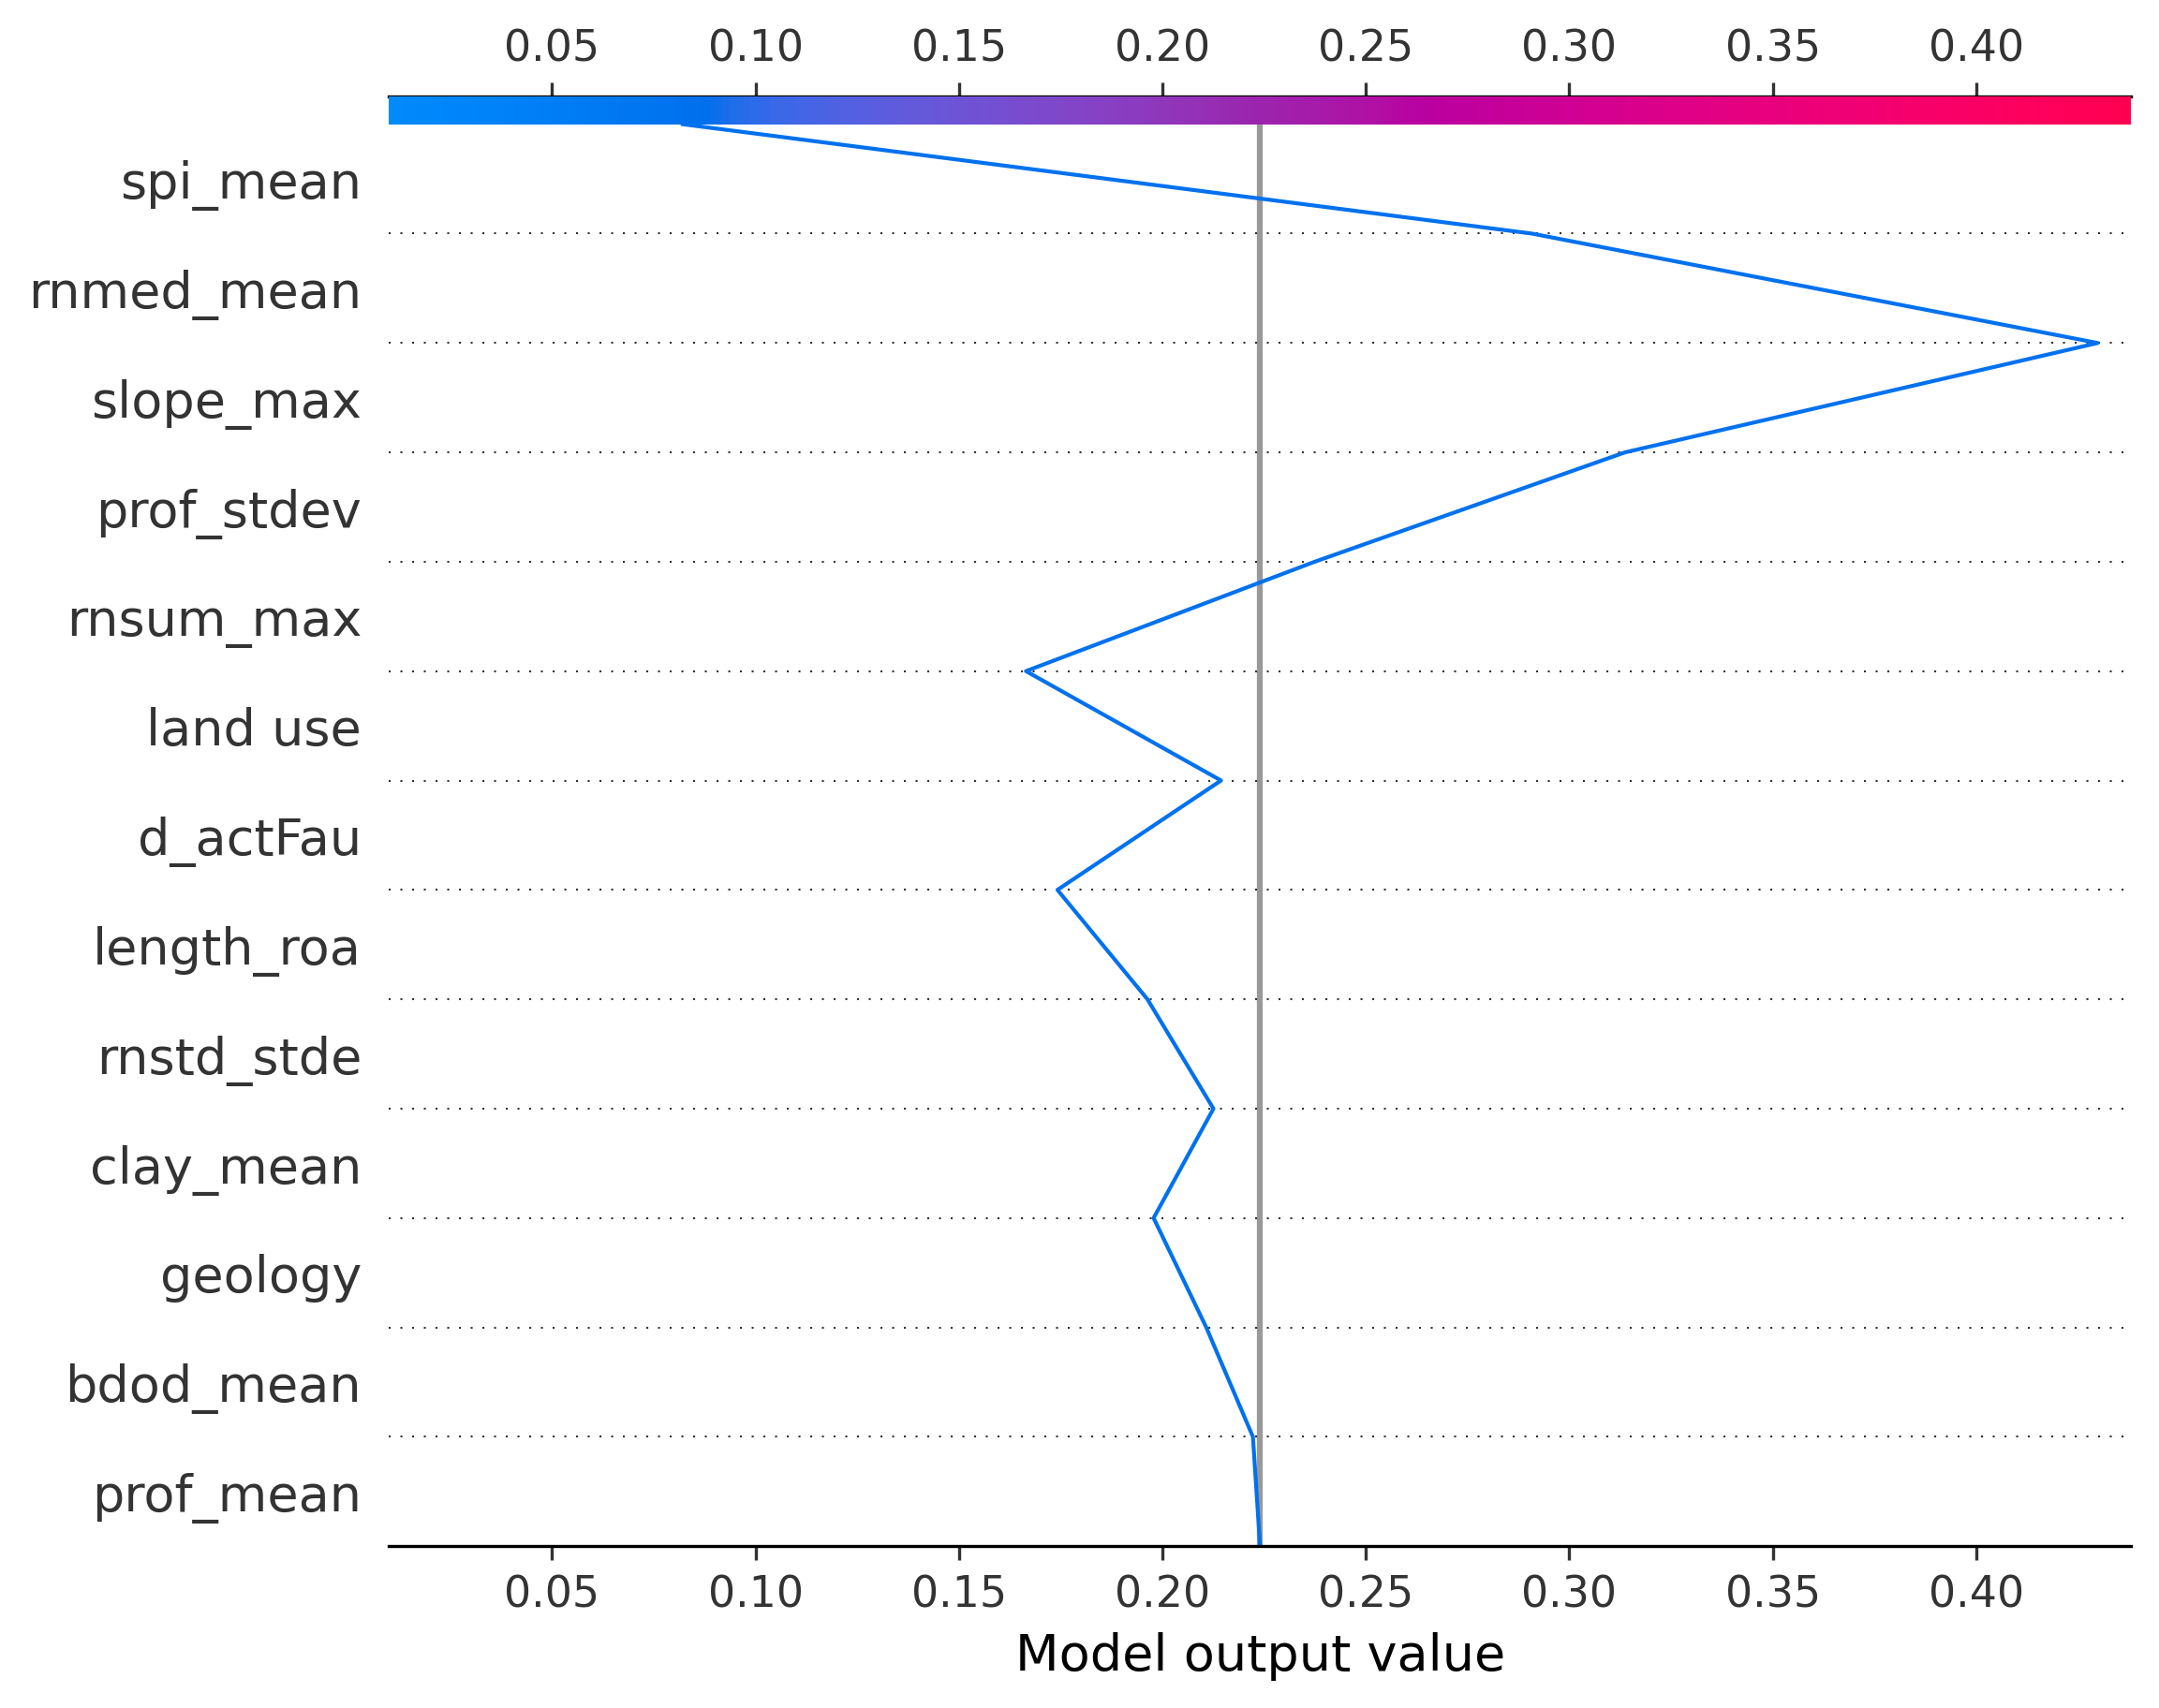 0.05 0.10 0.15 0.20 0.25 0.30 0.35 0.40
spi_mean
rnmed_mean
slope_max
prof_stdev
rnsum_max
land use
d_actFau
length_roa
rnstd_stde
clay_mean
geology
bdod_mean
prof_mean
0.05 0.10 0.15 0.20 0.25 0.30 0.35 0.40
Model output value